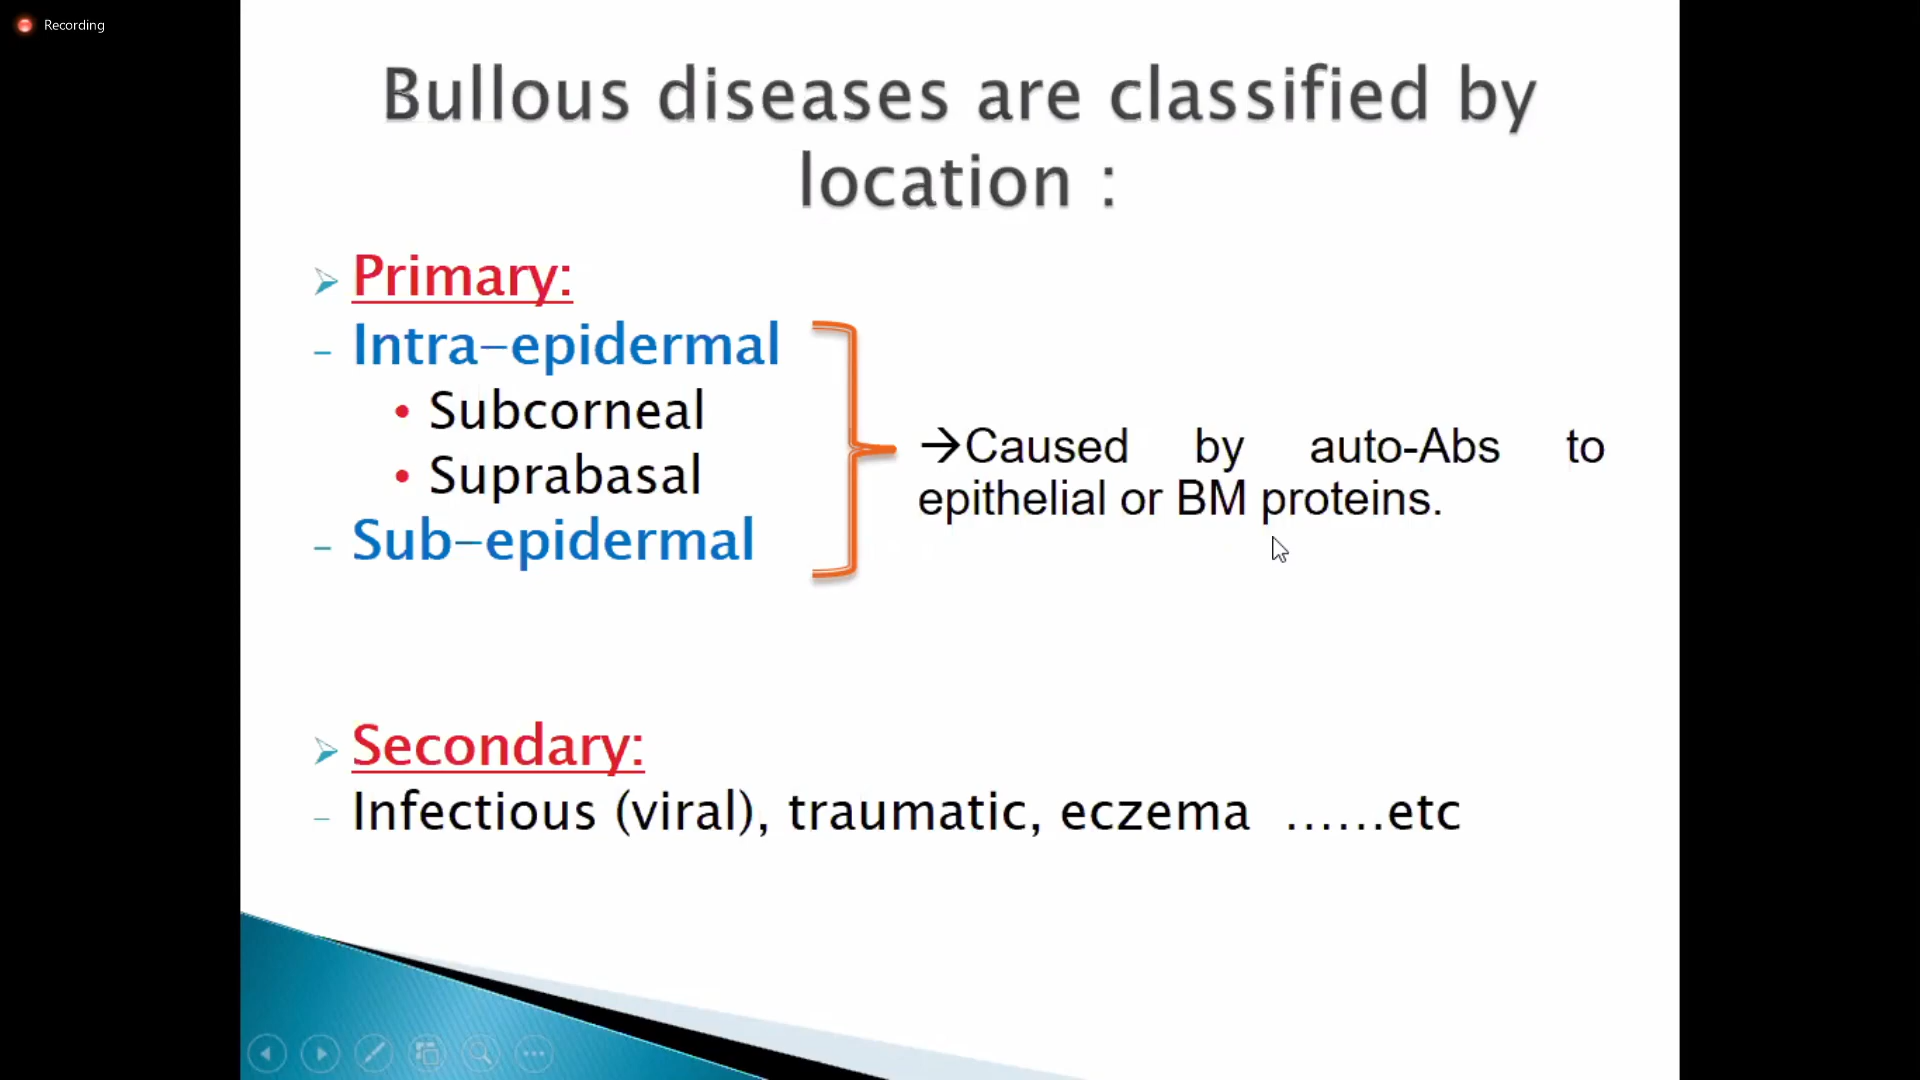 Recording
Bullous diseases are classified by
location :
➢ Primary:
– Intra-epidermal
• Subcorneal
• Suprabasal
– Sub-epidermal
→Caused by auto-Abs to
epithelial or BM proteins.
➢ Secondary:
– Infectious (viral), traumatic, eczema ......etc